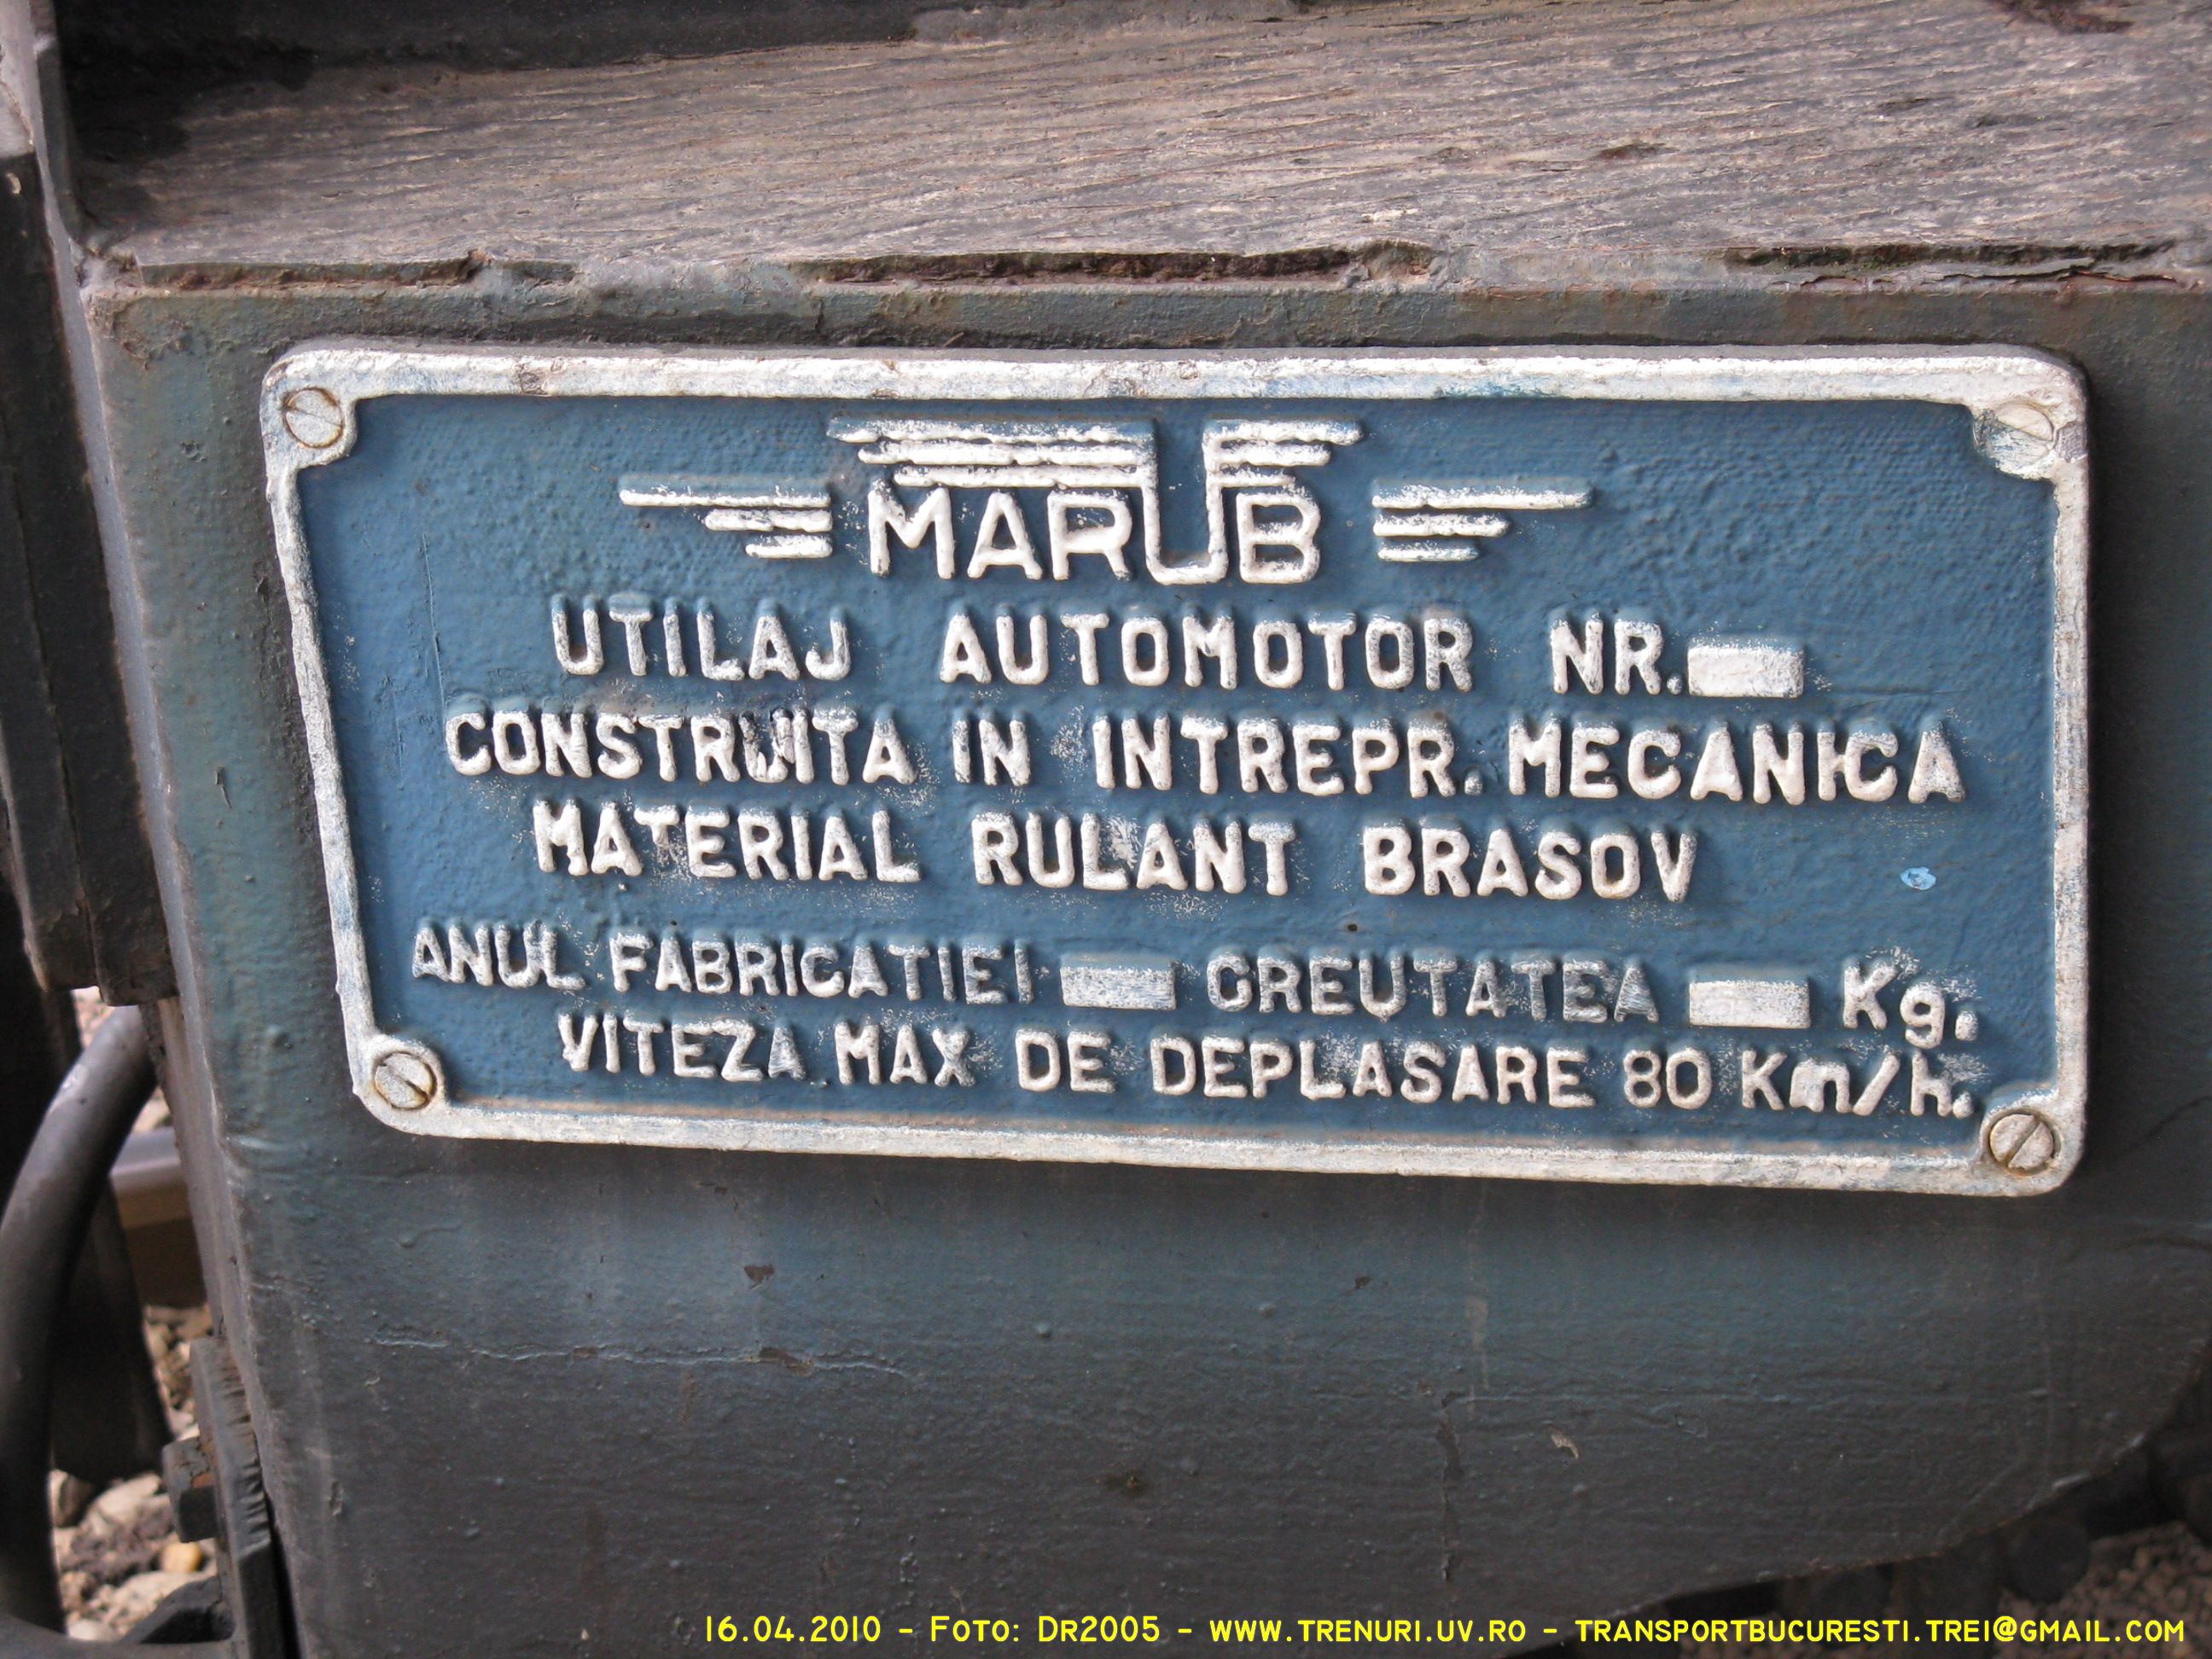 MARUB
UTILAJ AUTOMOTOR NR.
CONSTRUITA IN INTREPR. MECANICA
MATERIAL RULANT BRASOV
ANUL FABRICATIEI GREUTATEA Kg.
VITEZA MAX DE DEPLASARE 80 Km/h.
16.04.2010 - Foto: Dr2005 - www.trenuri.uv.ro - transportbucuresti.trei@gmail.com